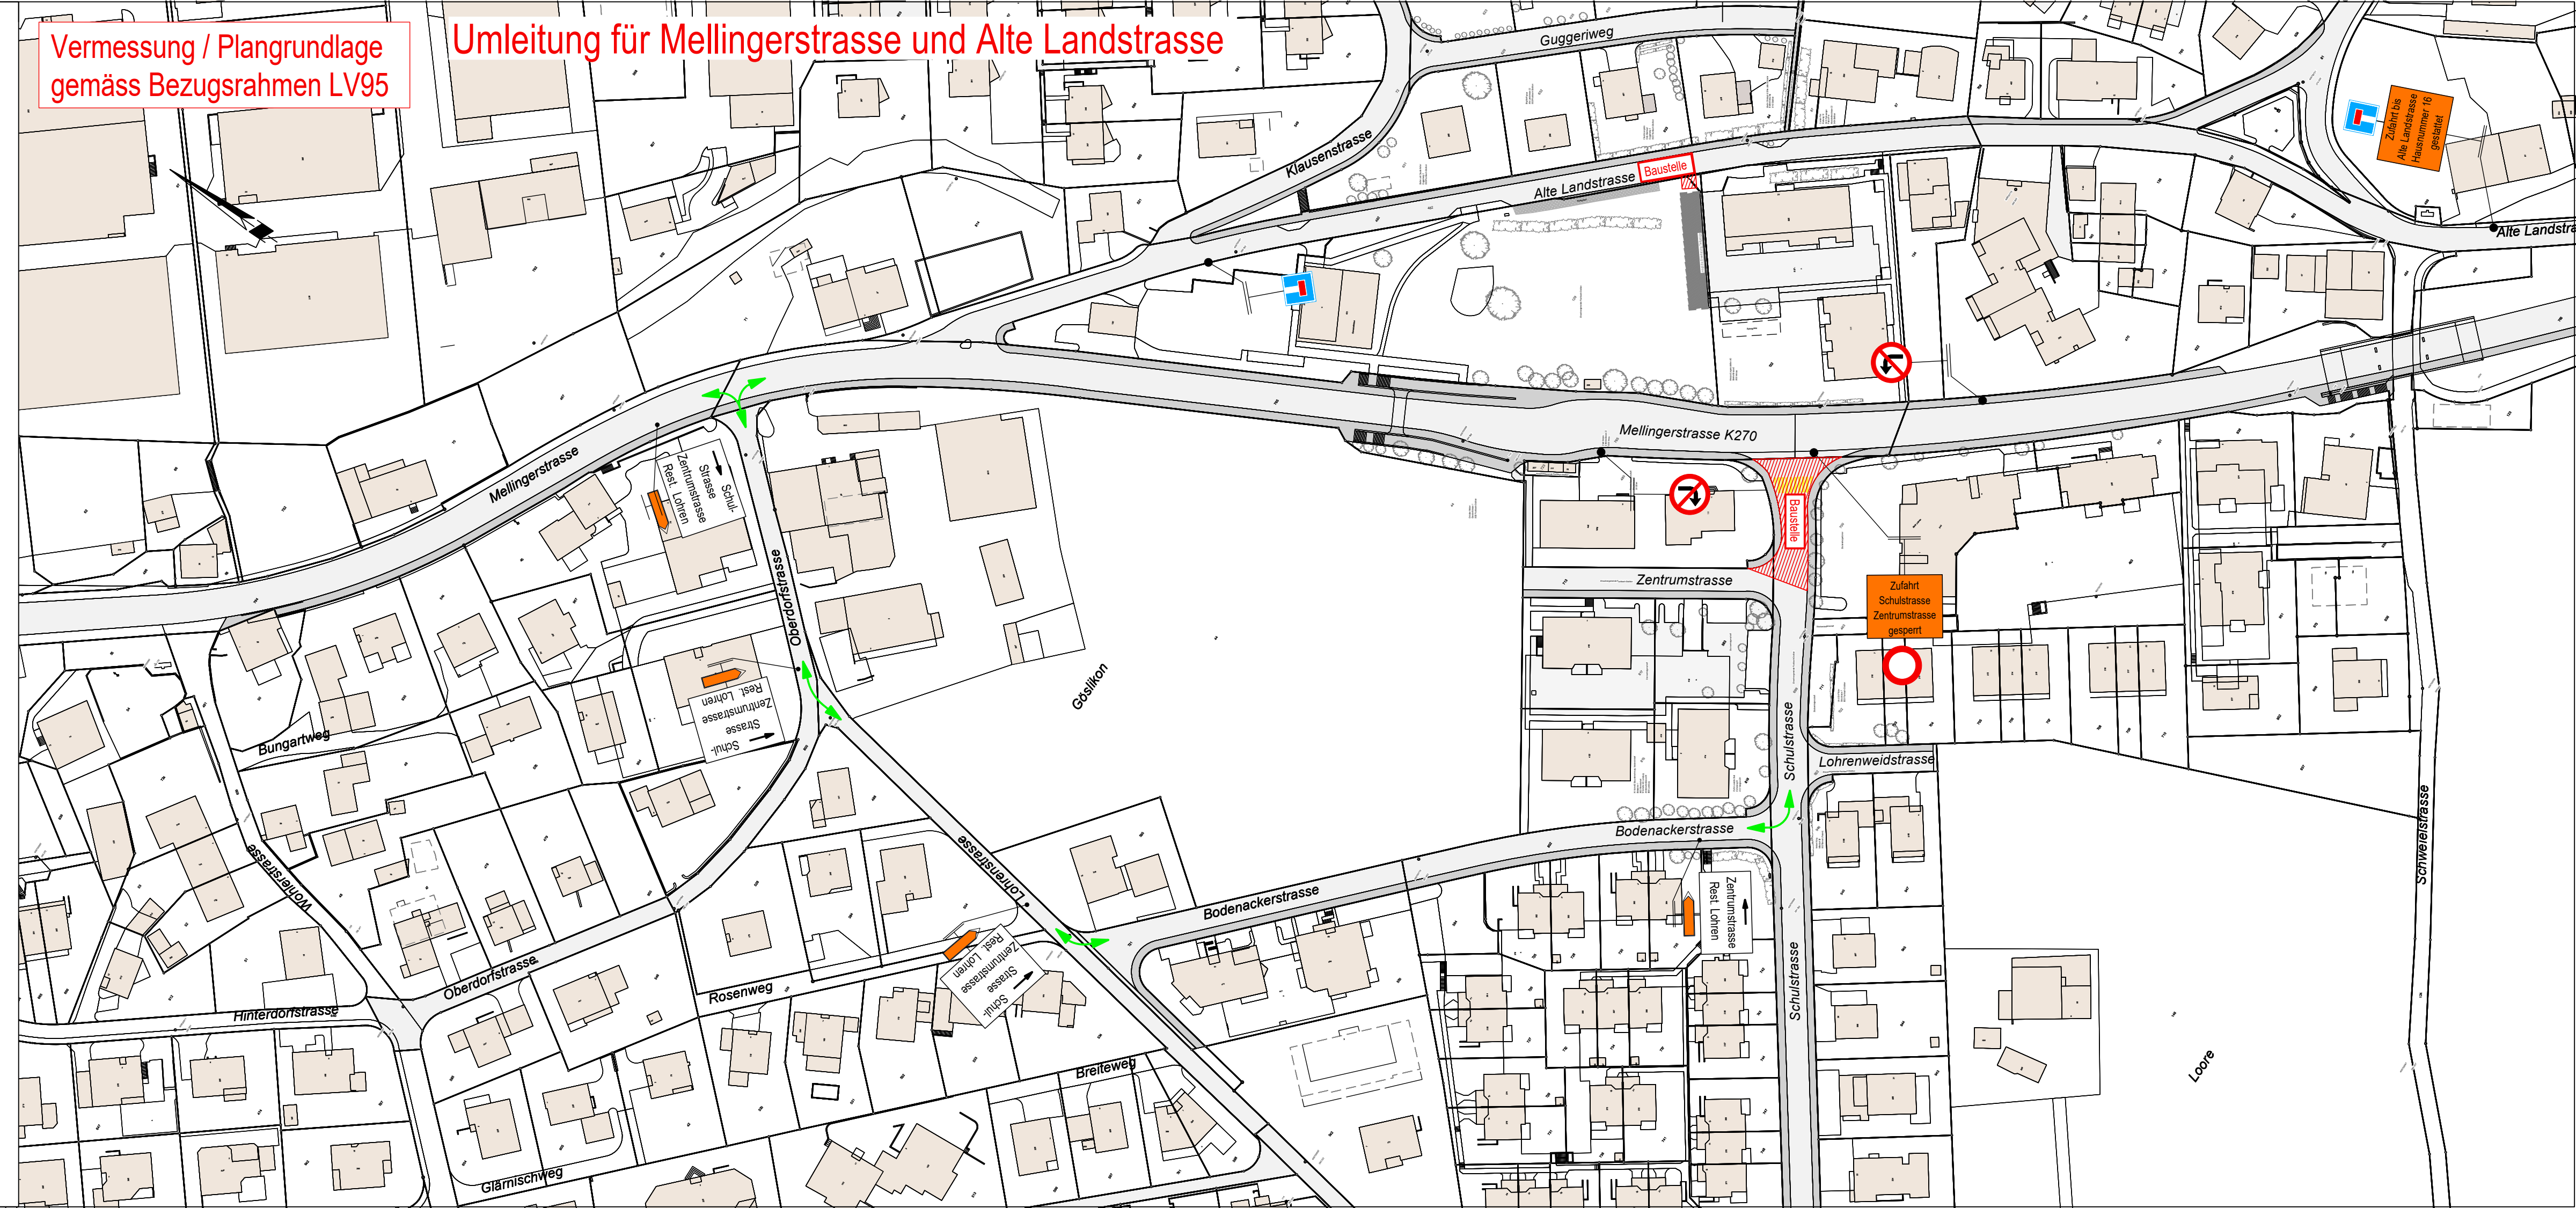 Vermessung / Plangrundlage
gemäss Bezugsrahmen LV95
Umleitung für Mellingerstrasse und Alte Landstrasse
Guggeriweg
Klausenstrasse
Alte Landstrasse
Baustelle
Zufahrt bis
Alte Landstrasse
Hausnummer 16
gestattet
Alte Landstra
Mellingerstrasse K270
Mellingerstrasse
Schul-
Strasse
Zentrumstrasse
Rest. Lohren
Oberdorfstrasse
Baustelle
Zentrumstrasse
Zufahrt
Schulstrasse
Zentrumstrasse
gesperrt
Göslikon
Schul-
Strasse
Zentrumstrasse
Rest. Lohren
Bungartweg
Schulstrasse
Lohrenweidstrasse
Bodenackerstrasse
Schweielstrasse
Wohlerstrasse
Lohrenstrasse
Bodenackerstrasse
Zentrumstrasse
Rest. Lohren
Oberdorfstrasse
Rosenweg
Schul-
Strasse
Zentrumstrasse
Rest.
Lohren
Schulstrasse
Hinterdorfstrasse
Breiteweg
Loore
Glärnischweg